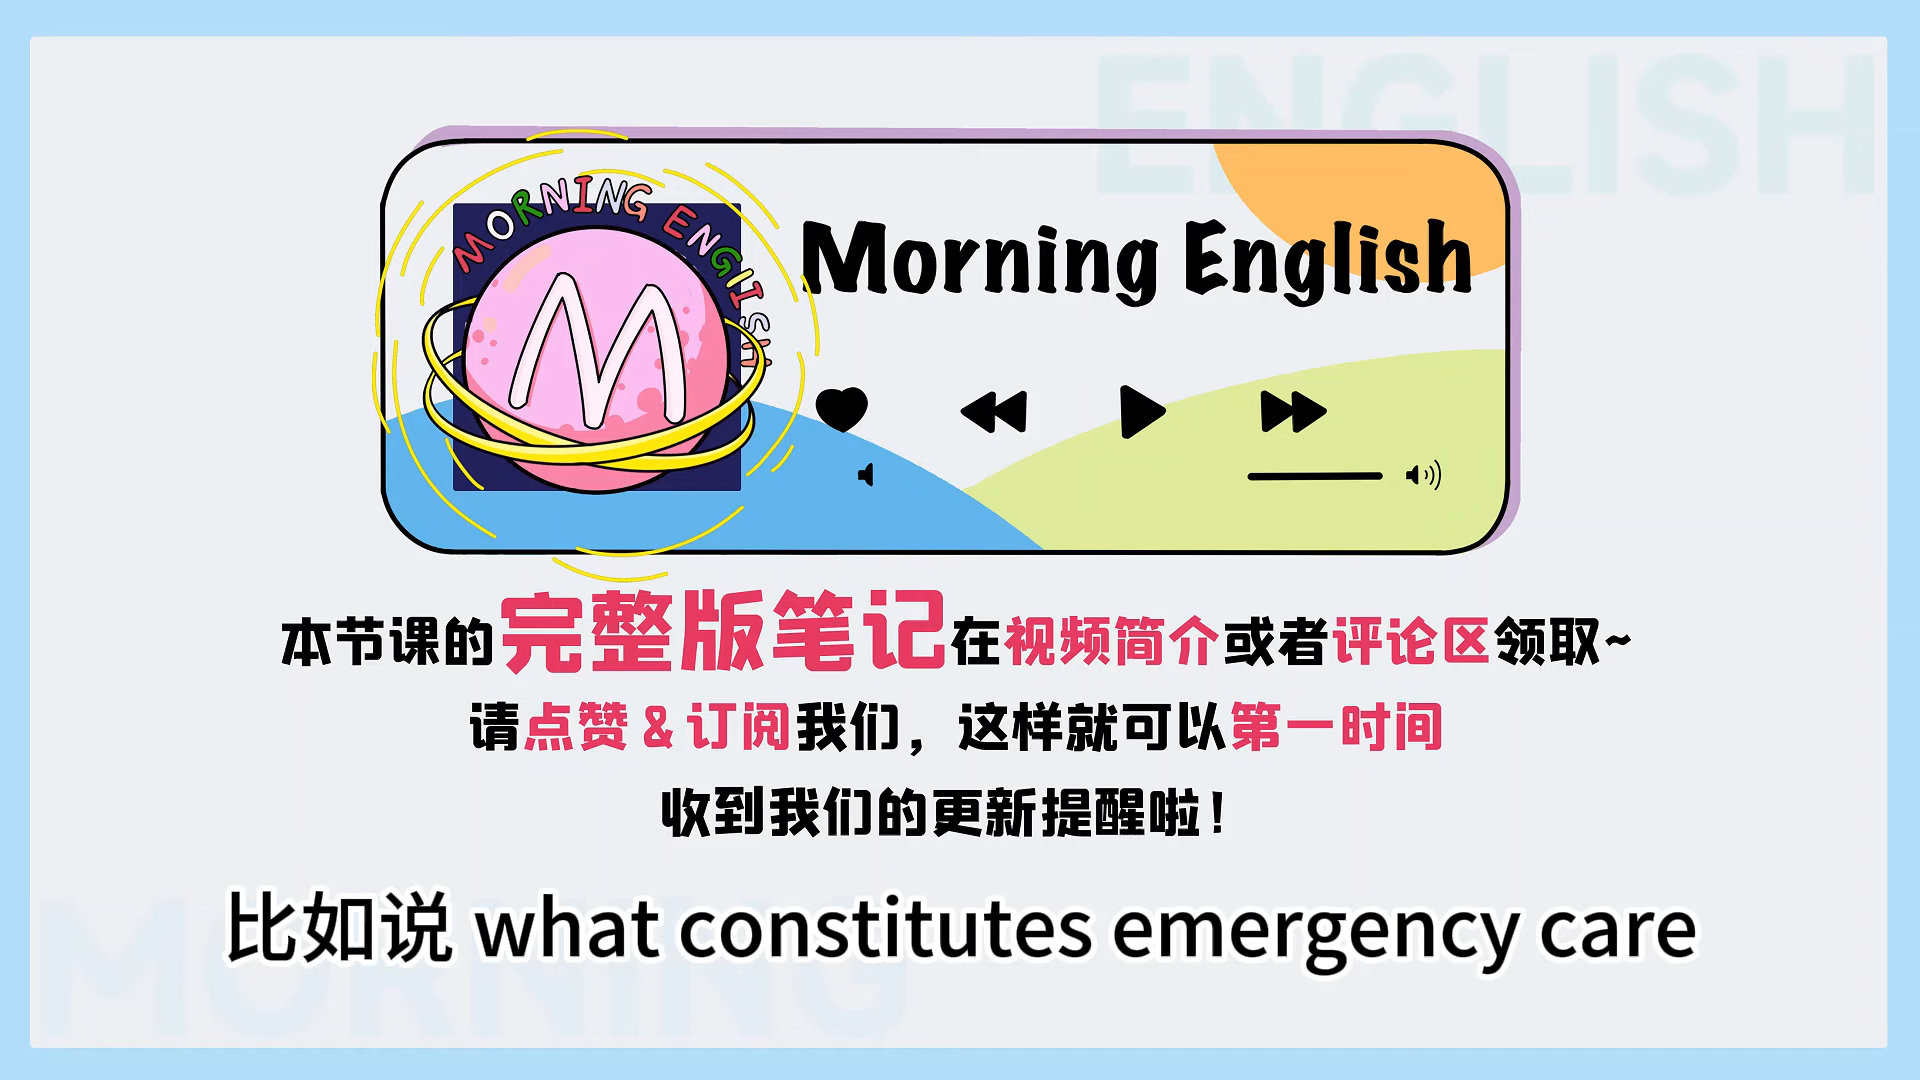 ENGLISH
MORNING ENGLISH
M
Morning English
本节课的完整版笔记在视频简介或者评论区领取~
请点赞&订阅我们，这样就可以第一时间
收到我们的更新提醒啦！
比如说 what constitutes emergency care
MORNING